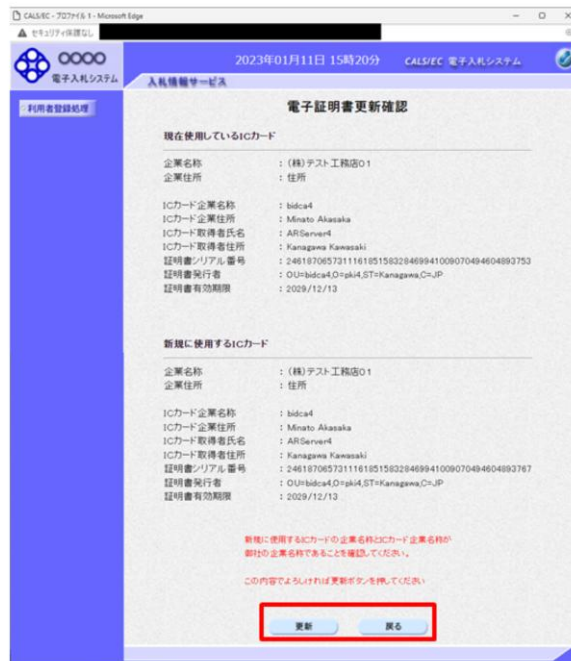 CALS/EC - プロファイル 1 - Microsoft Edge
セキュリティ保護なし
○○○○
電子入札システム
2023年01月11日 15時20分
CALS/EC 電子入札システム
入札情報サービス
利用者登録処理
電子証明書更新確認
現在使用しているICカード
企業名称 : (株)テスト工務店01
企業住所 : 住所
ICカード企業名称 : bidca4
ICカード企業住所 : Minato Akasaka
ICカード取得者氏名 : ARServer4
ICカード取得者住所 : Kanagawa Kawasaki
証明書シリアル番号 : 246187065731116185158328469941009070494604893753
証明書発行者 : OU=bidca4,O=pki4,ST=Kanagawa,C=JP
証明書有効期限 : 2029/12/13
新規に使用するICカード
企業名称 : (株)テスト工務店01
企業住所 : 住所
ICカード企業名称 : bidca4
ICカード企業住所 : Minato Akasaka
ICカード取得者氏名 : ARServer4
ICカード取得者住所 : Kanagawa Kawasaki
証明書シリアル番号 : 246187065731116185158328469941009070494604893767
証明書発行者 : OU=bidca4,O=pki4,ST=Kanagawa,C=JP
証明書有効期限 : 2029/12/13
新規に使用するICカードの企業名称とICカード企業名称が
御社の企業名称であることを確認してください。
この内容でよろしければ更新ボタンを押してください
更新
戻る